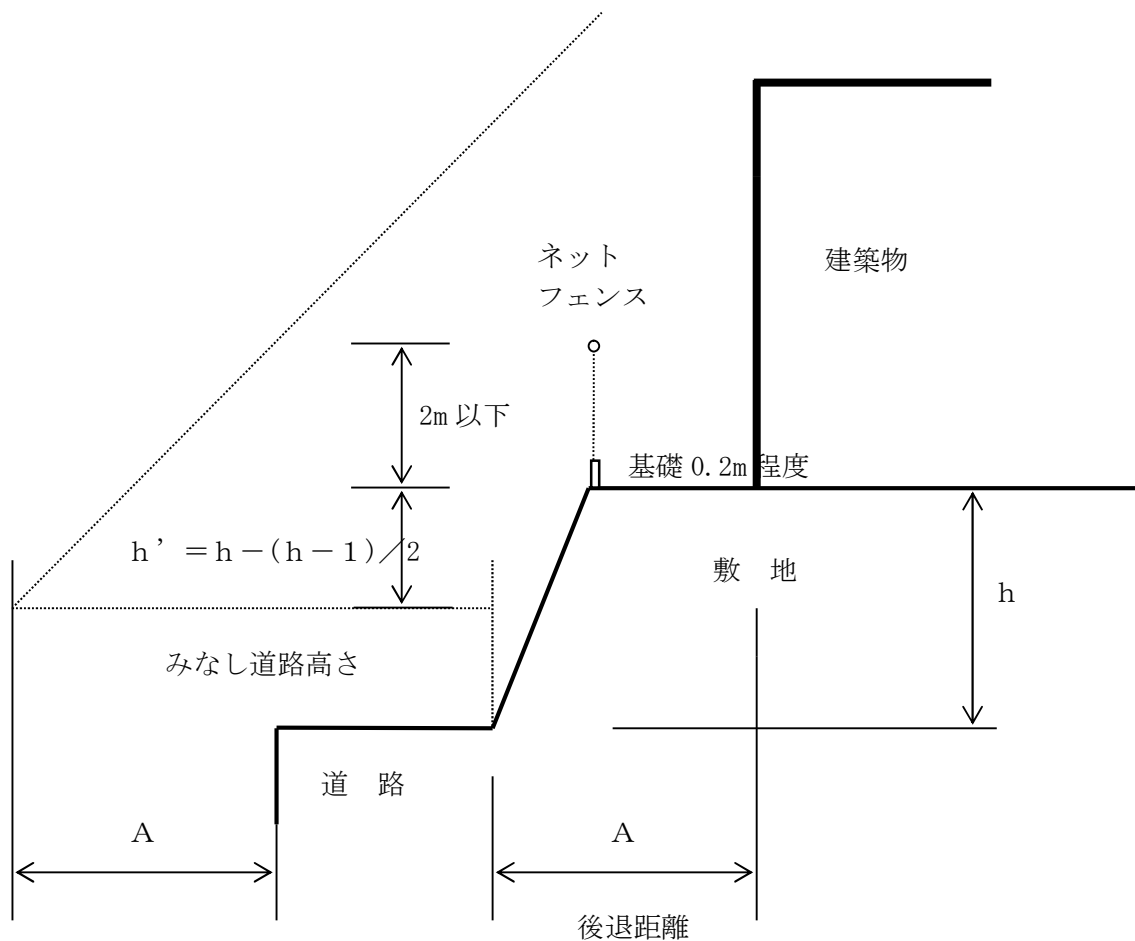 ネット
フェンス
建築物
2m 以下
基礎 0.2m 程度
h’=h-(h-1)/2
敷 地
h
みなし道路高さ
道 路
A
A
後退距離